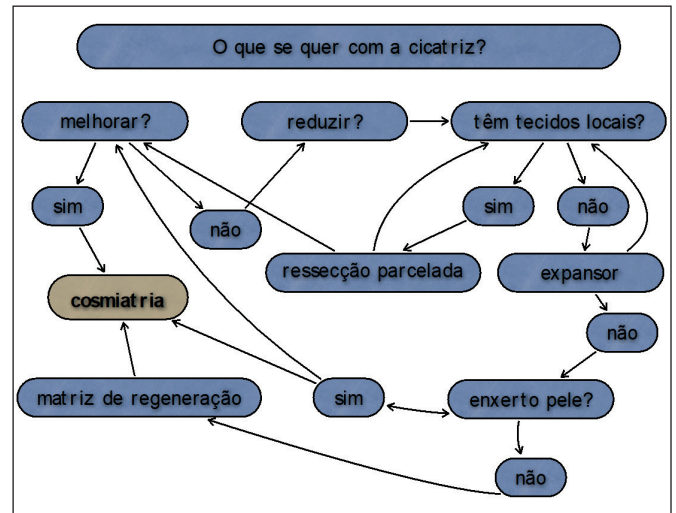 O que se quer com a cicatriz?
melhorar?
reduzir?
têm tecidos locais?
sim
não
sim
não
ressecção parcelada
expansor
cosmiatria
não
matriz de regeneração
sim
enxerto pele?
não